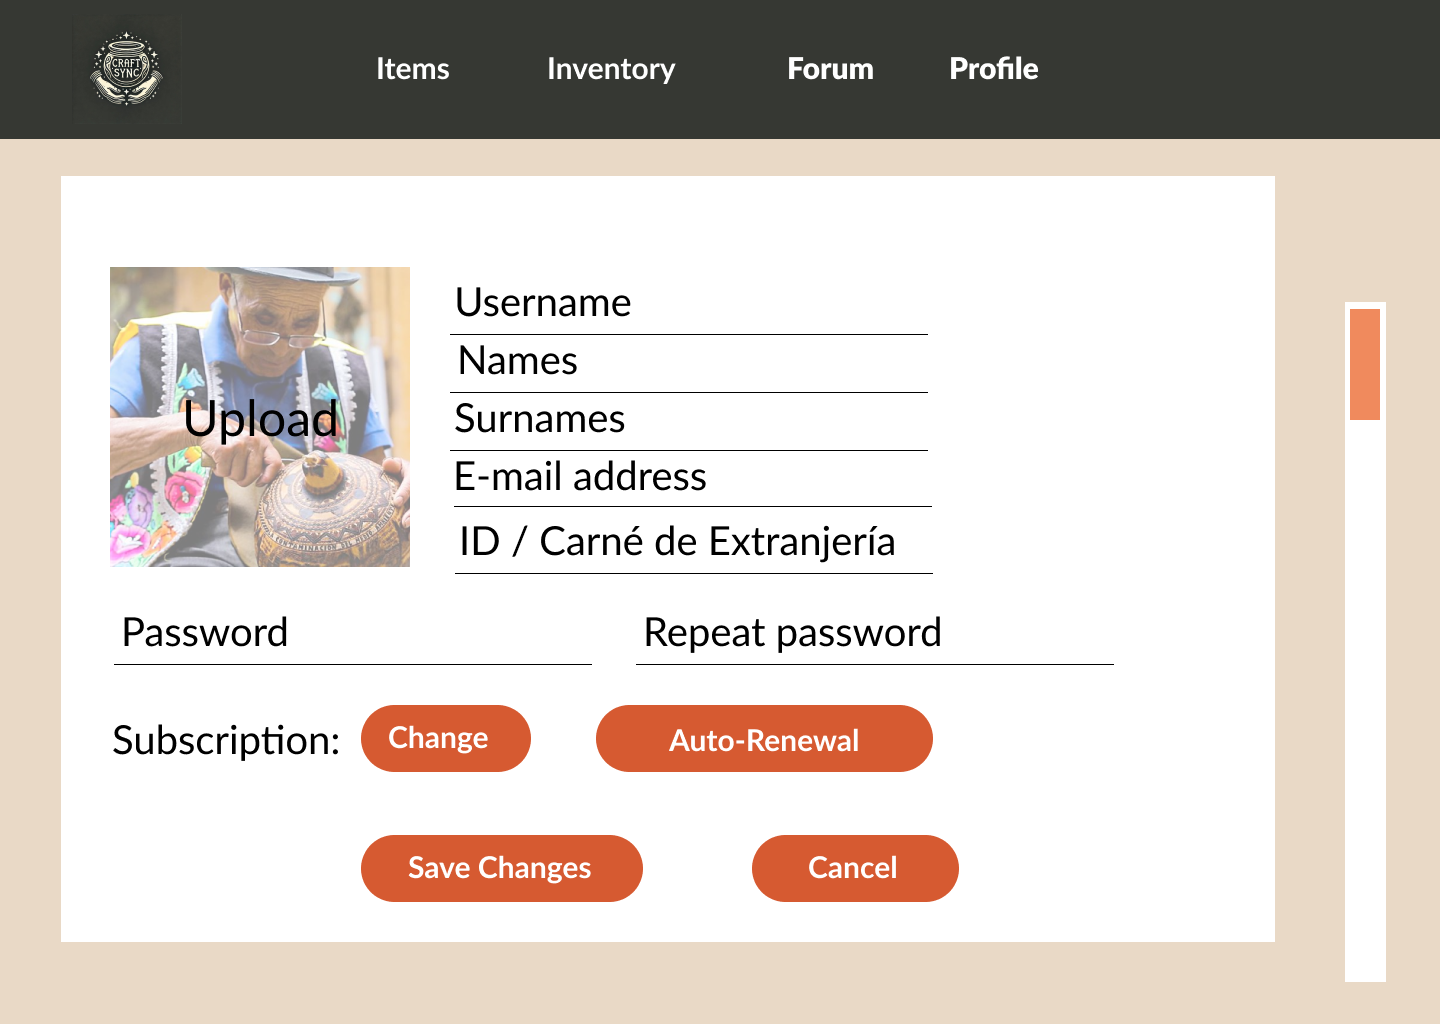 CRAFT
SYNC
Items Inventory Forum Profile
Upload
Username
Names
Surnames
E-mail address
ID / Carné de Extranjería
Password Repeat password
Subscription: Change Auto-Renewal
Save Changes Cancel